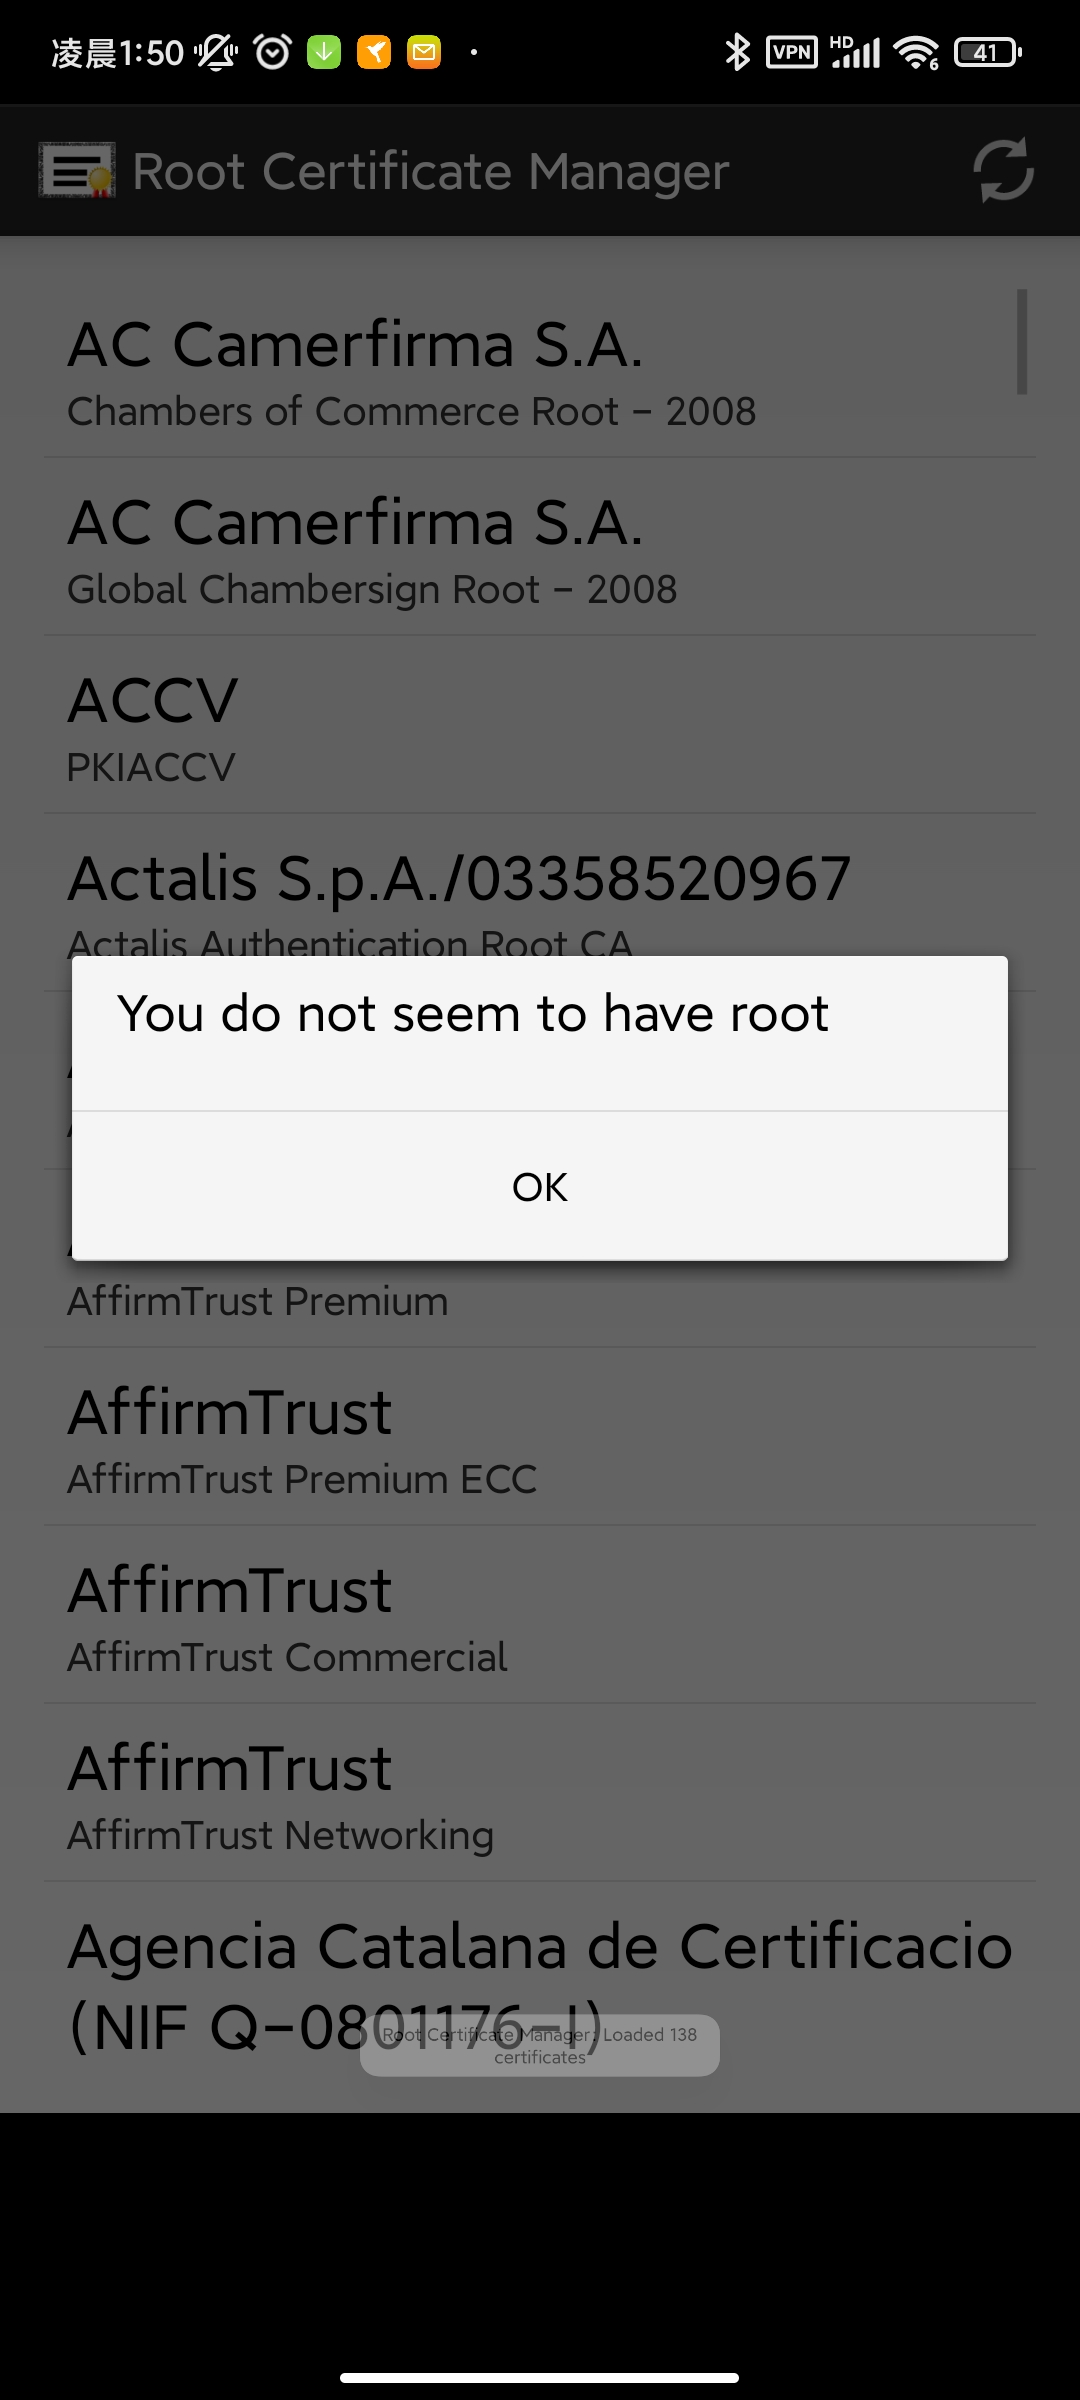 凌晨1:50
VPN
HD
6
41
Root Certificate Manager
AC Camerfirma S.A.
Chambers of Commerce Root – 2008
AC Camerfirma S.A.
Global Chambersign Root – 2008
ACCV
PKIACCV
Actalis S.p.A./03358520967
Actalis Authentication Root CA
You do not seem to have root
OK
AffirmTrust Premium
AffirmTrust
AffirmTrust Premium ECC
AffirmTrust
AffirmTrust Commercial
AffirmTrust
AffirmTrust Networking
Agencia Catalana de Certificacio
(NIF Q-0801176-I)
Root Certificate Manager: Loaded 138
certificates